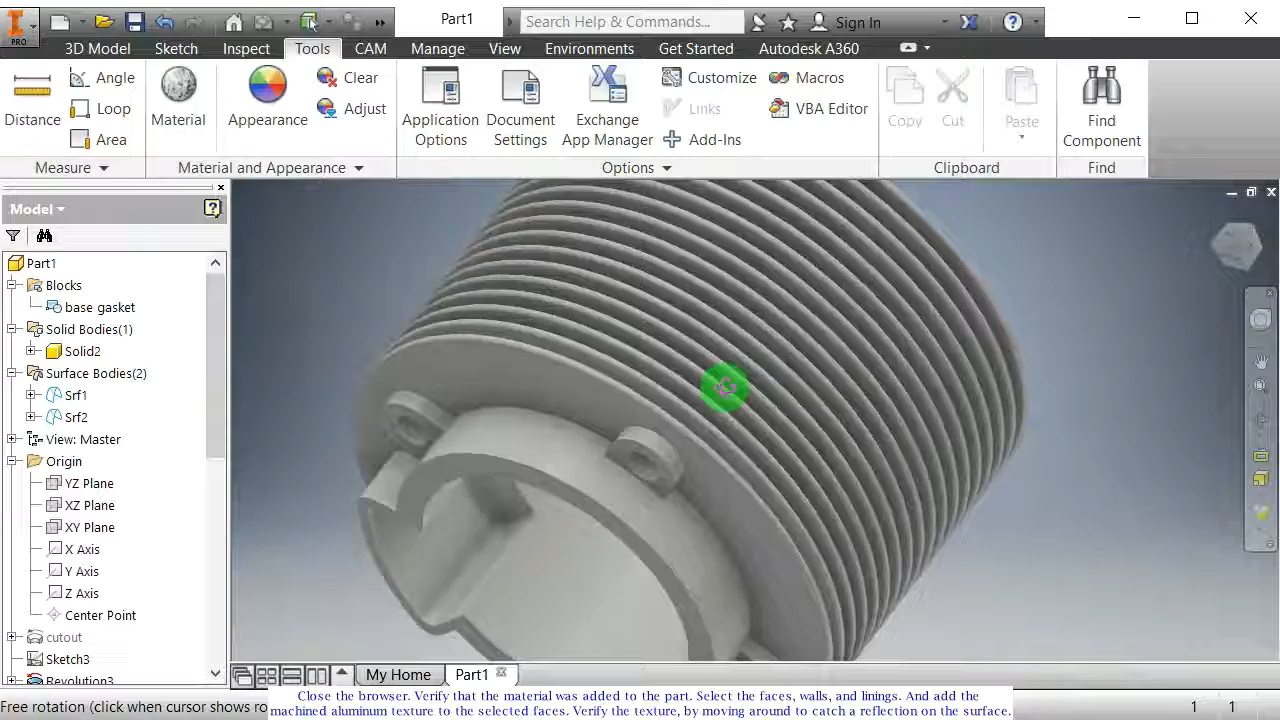 PRO
Part1
Search Help & Commands...
Sign In
3D Model
Sketch
Inspect
Tools
CAM
Manage
View
Environments
Get Started
Autodesk A360
Distance
Angle
Loop
Area
Measure
Material
Appearance
Clear
Adjust
Material and Appearance
Application Options
Document Settings
Exchange App Manager
Customize
Links
Add-Ins
Macros
VBA Editor
Options
Copy
Cut
Paste
Clipboard
Find Component
Find
Model
Part1
Blocks
base gasket
Solid Bodies(1)
Solid2
Surface Bodies(2)
Srf1
Srf2
View: Master
Origin
YZ Plane
XZ Plane
XY Plane
X Axis
Y Axis
Z Axis
Center Point
cutout
Sketch3
Revolution3
My Home
Part1
Free rotation (click when cursor shows ro
1 1
Close the browser. Verify that the material was added to the part. Select the faces, walls, and linings. And add the
machined aluminum texture to the selected faces. Verify the texture, by moving around to catch a reflection on the surface.